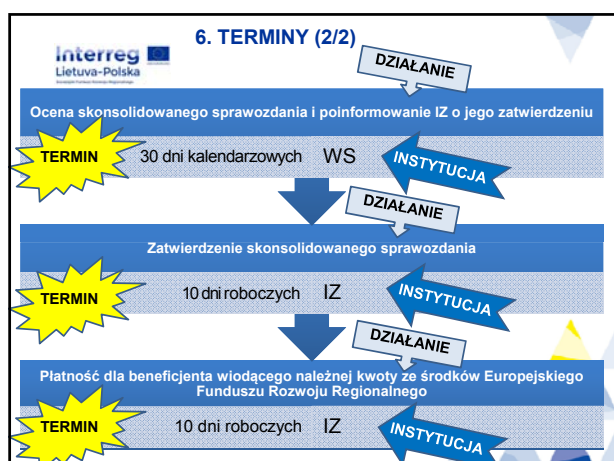 6. TERMINY (2/2)
Interreg
Lietuva-Polska
DZIAŁANIE
Ocena skonsolidowanego sprawozdania i poinformowanie IZ o jego zatwierdzeniu
TERMIN 30 dni kalendarzowych WS INSTYTUCJA
DZIAŁANIE
Zatwierdzenie skonsolidowanego sprawozdania
TERMIN 10 dni roboczych IZ INSTYTUCJA
DZIAŁANIE
Płatność dla beneficjenta wiodącego należnej kwoty ze środków Europejskiego
Funduszu Rozwoju Regionalnego
TERMIN 10 dni roboczych IZ INSTYTUCJA